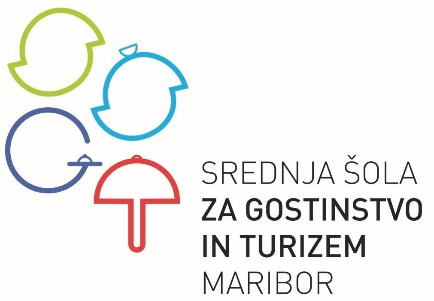 SREDNJA ŠOLA
ZA GOSTINSTVO
IN TURIZEM
MARIBOR